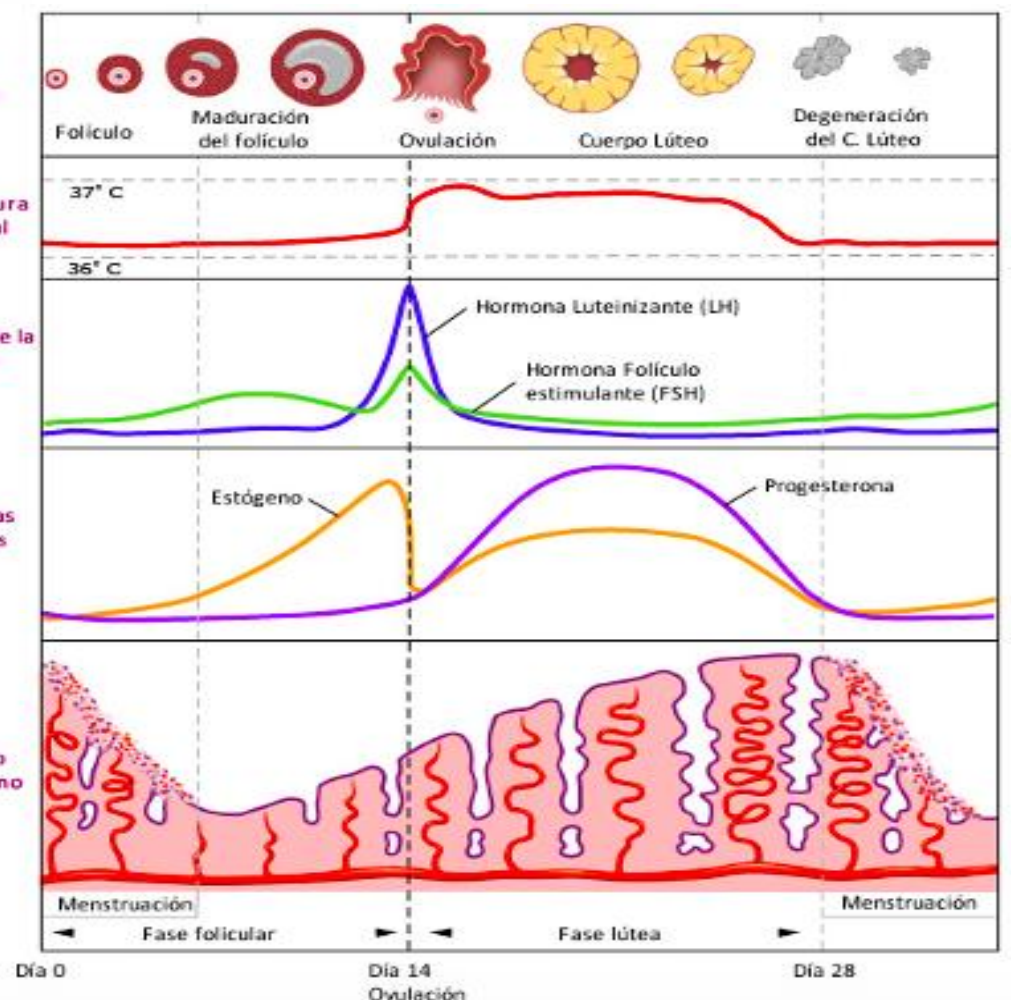 Folículo
Maduración
del folículo
Ovulación
Cuerpo Lúteo
Degeneración
del C. Lúteo
37° C
36° C
Hormona Luteinizante (LH)
Hormona Folículo
estimulante (FSH)
e la
Estógeno
Progesterona
Menstruación
Menstruación
Fase folicular
Fase lútea
Día 0
Día 14
Ovulación
Día 28